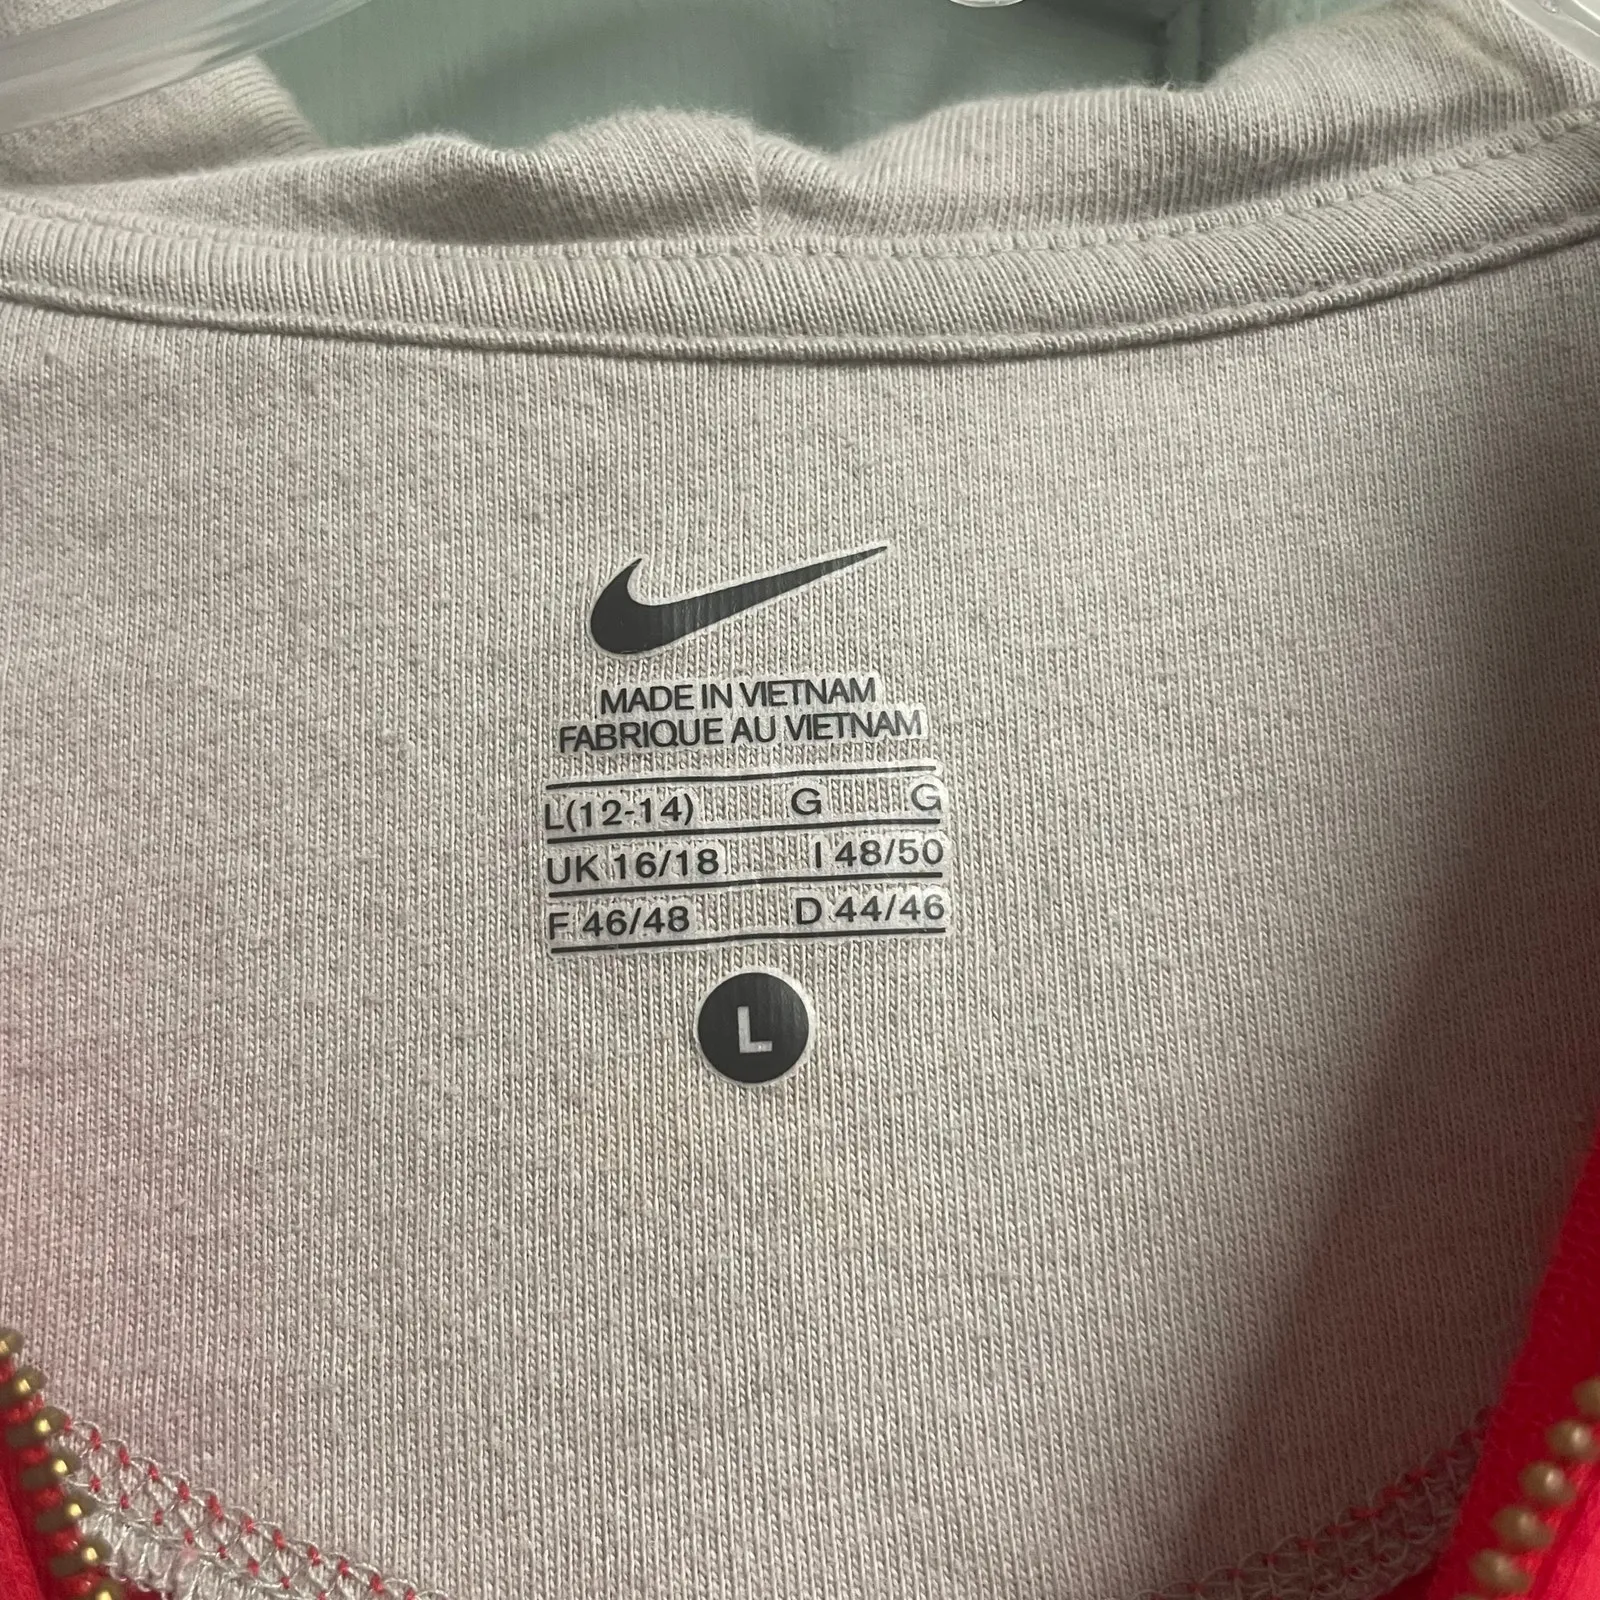 MADE IN VIETNAM
FABRIQUE AU VIETNAM
L(12-14) G G
UK 16/18 I 48/50
F 46/48 D 44/46
L